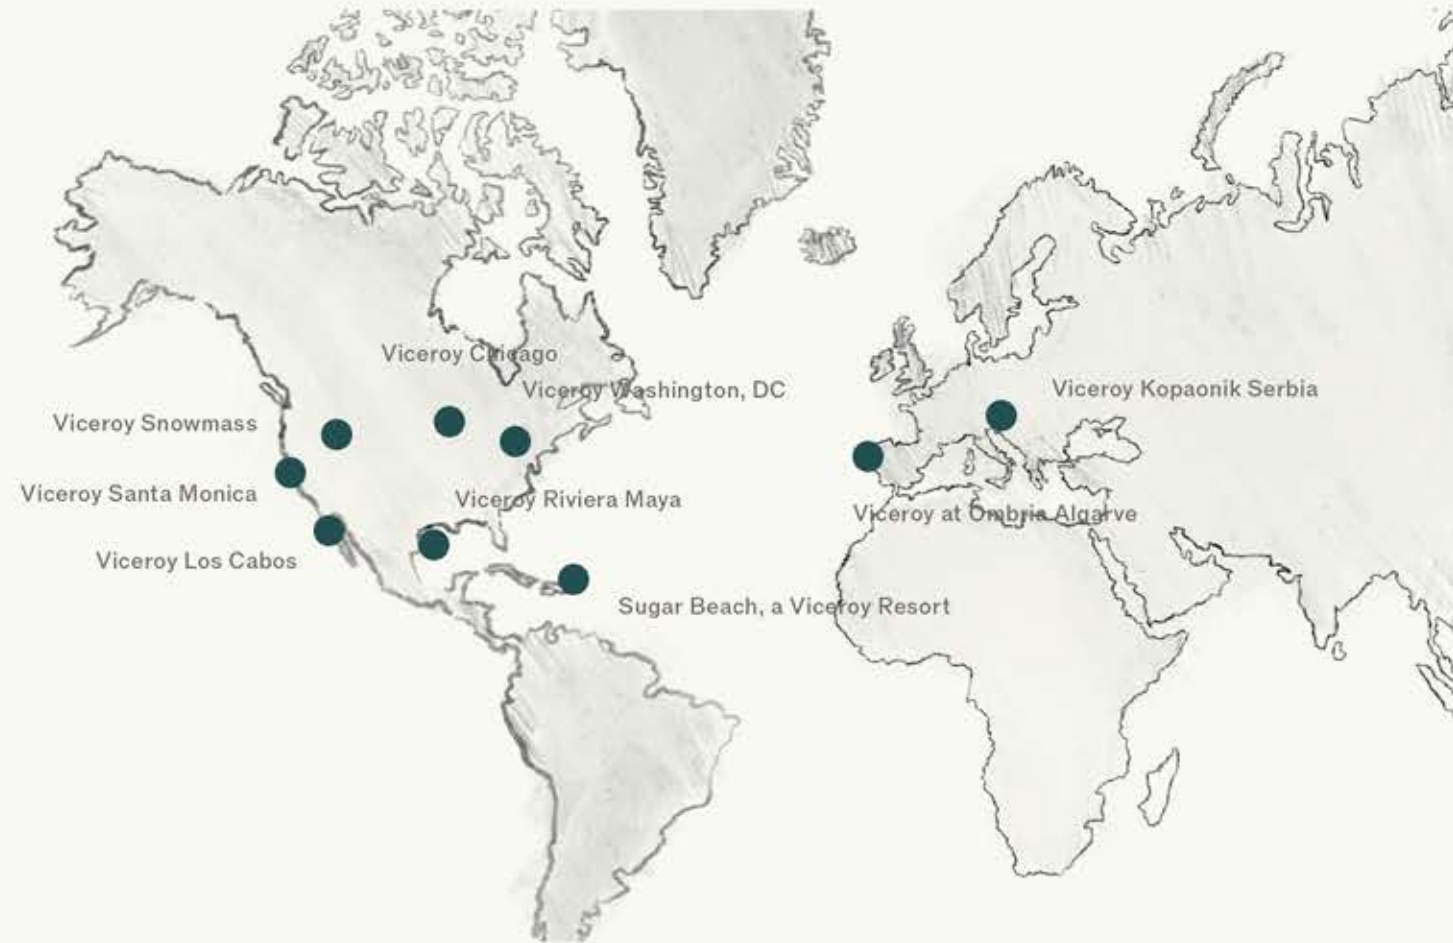 Viceroy Chicago
Viceroy Washington, DC
Viceroy Kopaonik Serbia
Viceroy Snowmass
Viceroy Santa Monica
Viceroy Riviera Maya
Viceroy at Ombria Algarve
Viceroy Los Cabos
Sugar Beach, a Viceroy Resort